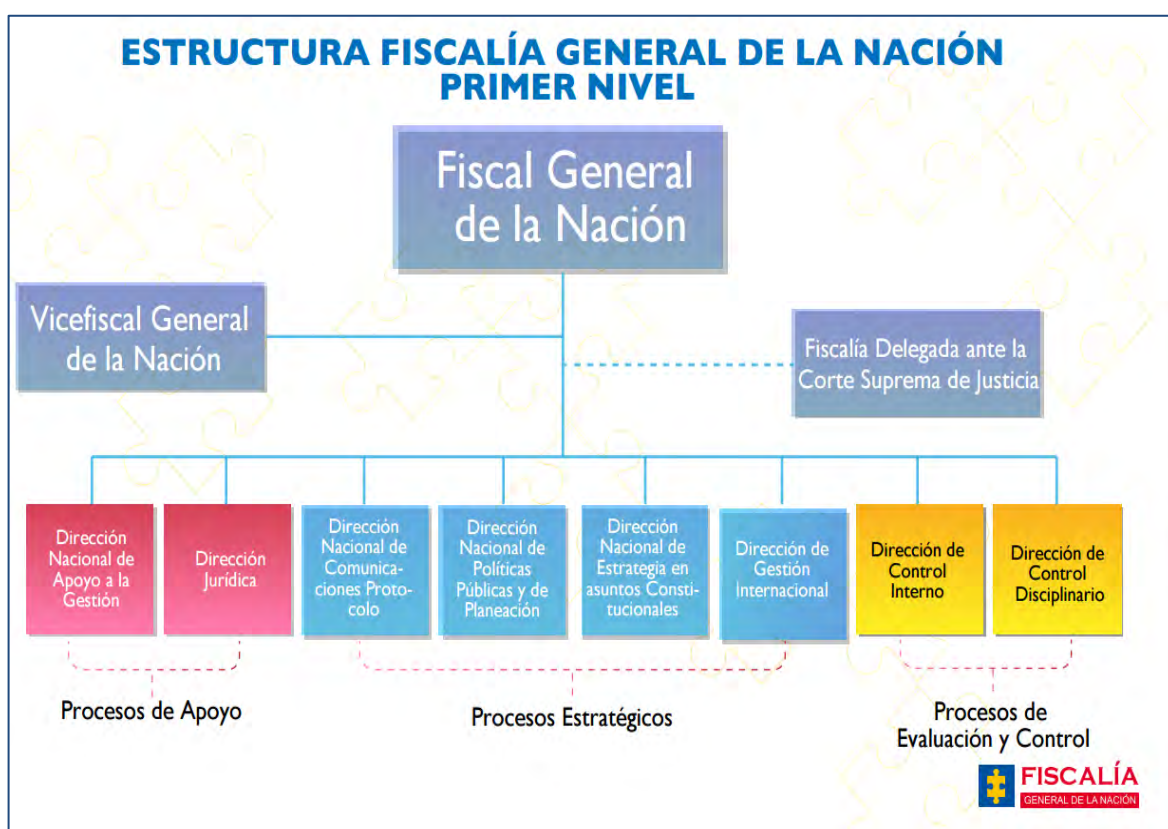 ESTRUCTURA FISCALÍA GENERAL DE LA NACIÓN
PRIMER NIVEL
Fiscal General
de la Nación
Vicefiscal General
de la Nación
Fiscalía Delegada ante la
Corte Suprema de Justicia
Dirección
Nacional de
Apoyo a la
Gestión
Dirección
Jurídica
Dirección
Nacional de
Comunica-
ciones Proto-
colo
Dirección
Nacional de
Políticas
Públicas y de
Planeación
Dirección
Nacional de
Estrategia en
asuntos Consti-
tucionales
Dirección de
Gestión
Internacional
Dirección de
Control
Interno
Dirección de
Control
Disciplinario
Procesos de Apoyo
Procesos Estratégicos
Procesos de
Evaluación y Control
FISCALÍA
GENERAL DE LA NACIÓN